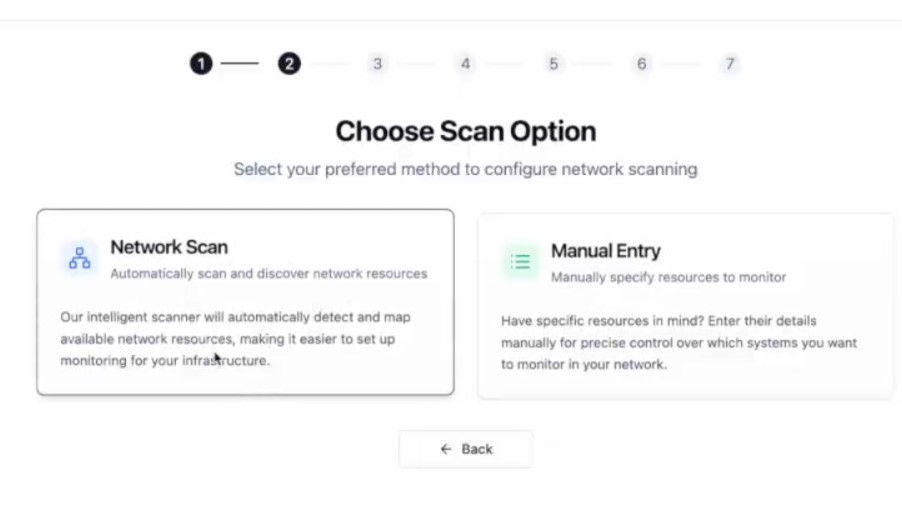 1 2 3 4 5 6 7
Choose Scan Option
Select your preferred method to configure network scanning
Network Scan
Automatically scan and discover network resources
Our intelligent scanner will automatically detect and map
available network resources, making it easier to set up
monitoring for your infrastructure.
Manual Entry
Manually specify resources to monitor
Have specific resources in mind? Enter their details
manually for precise control over which systems you want
to monitor in your network.
← Back